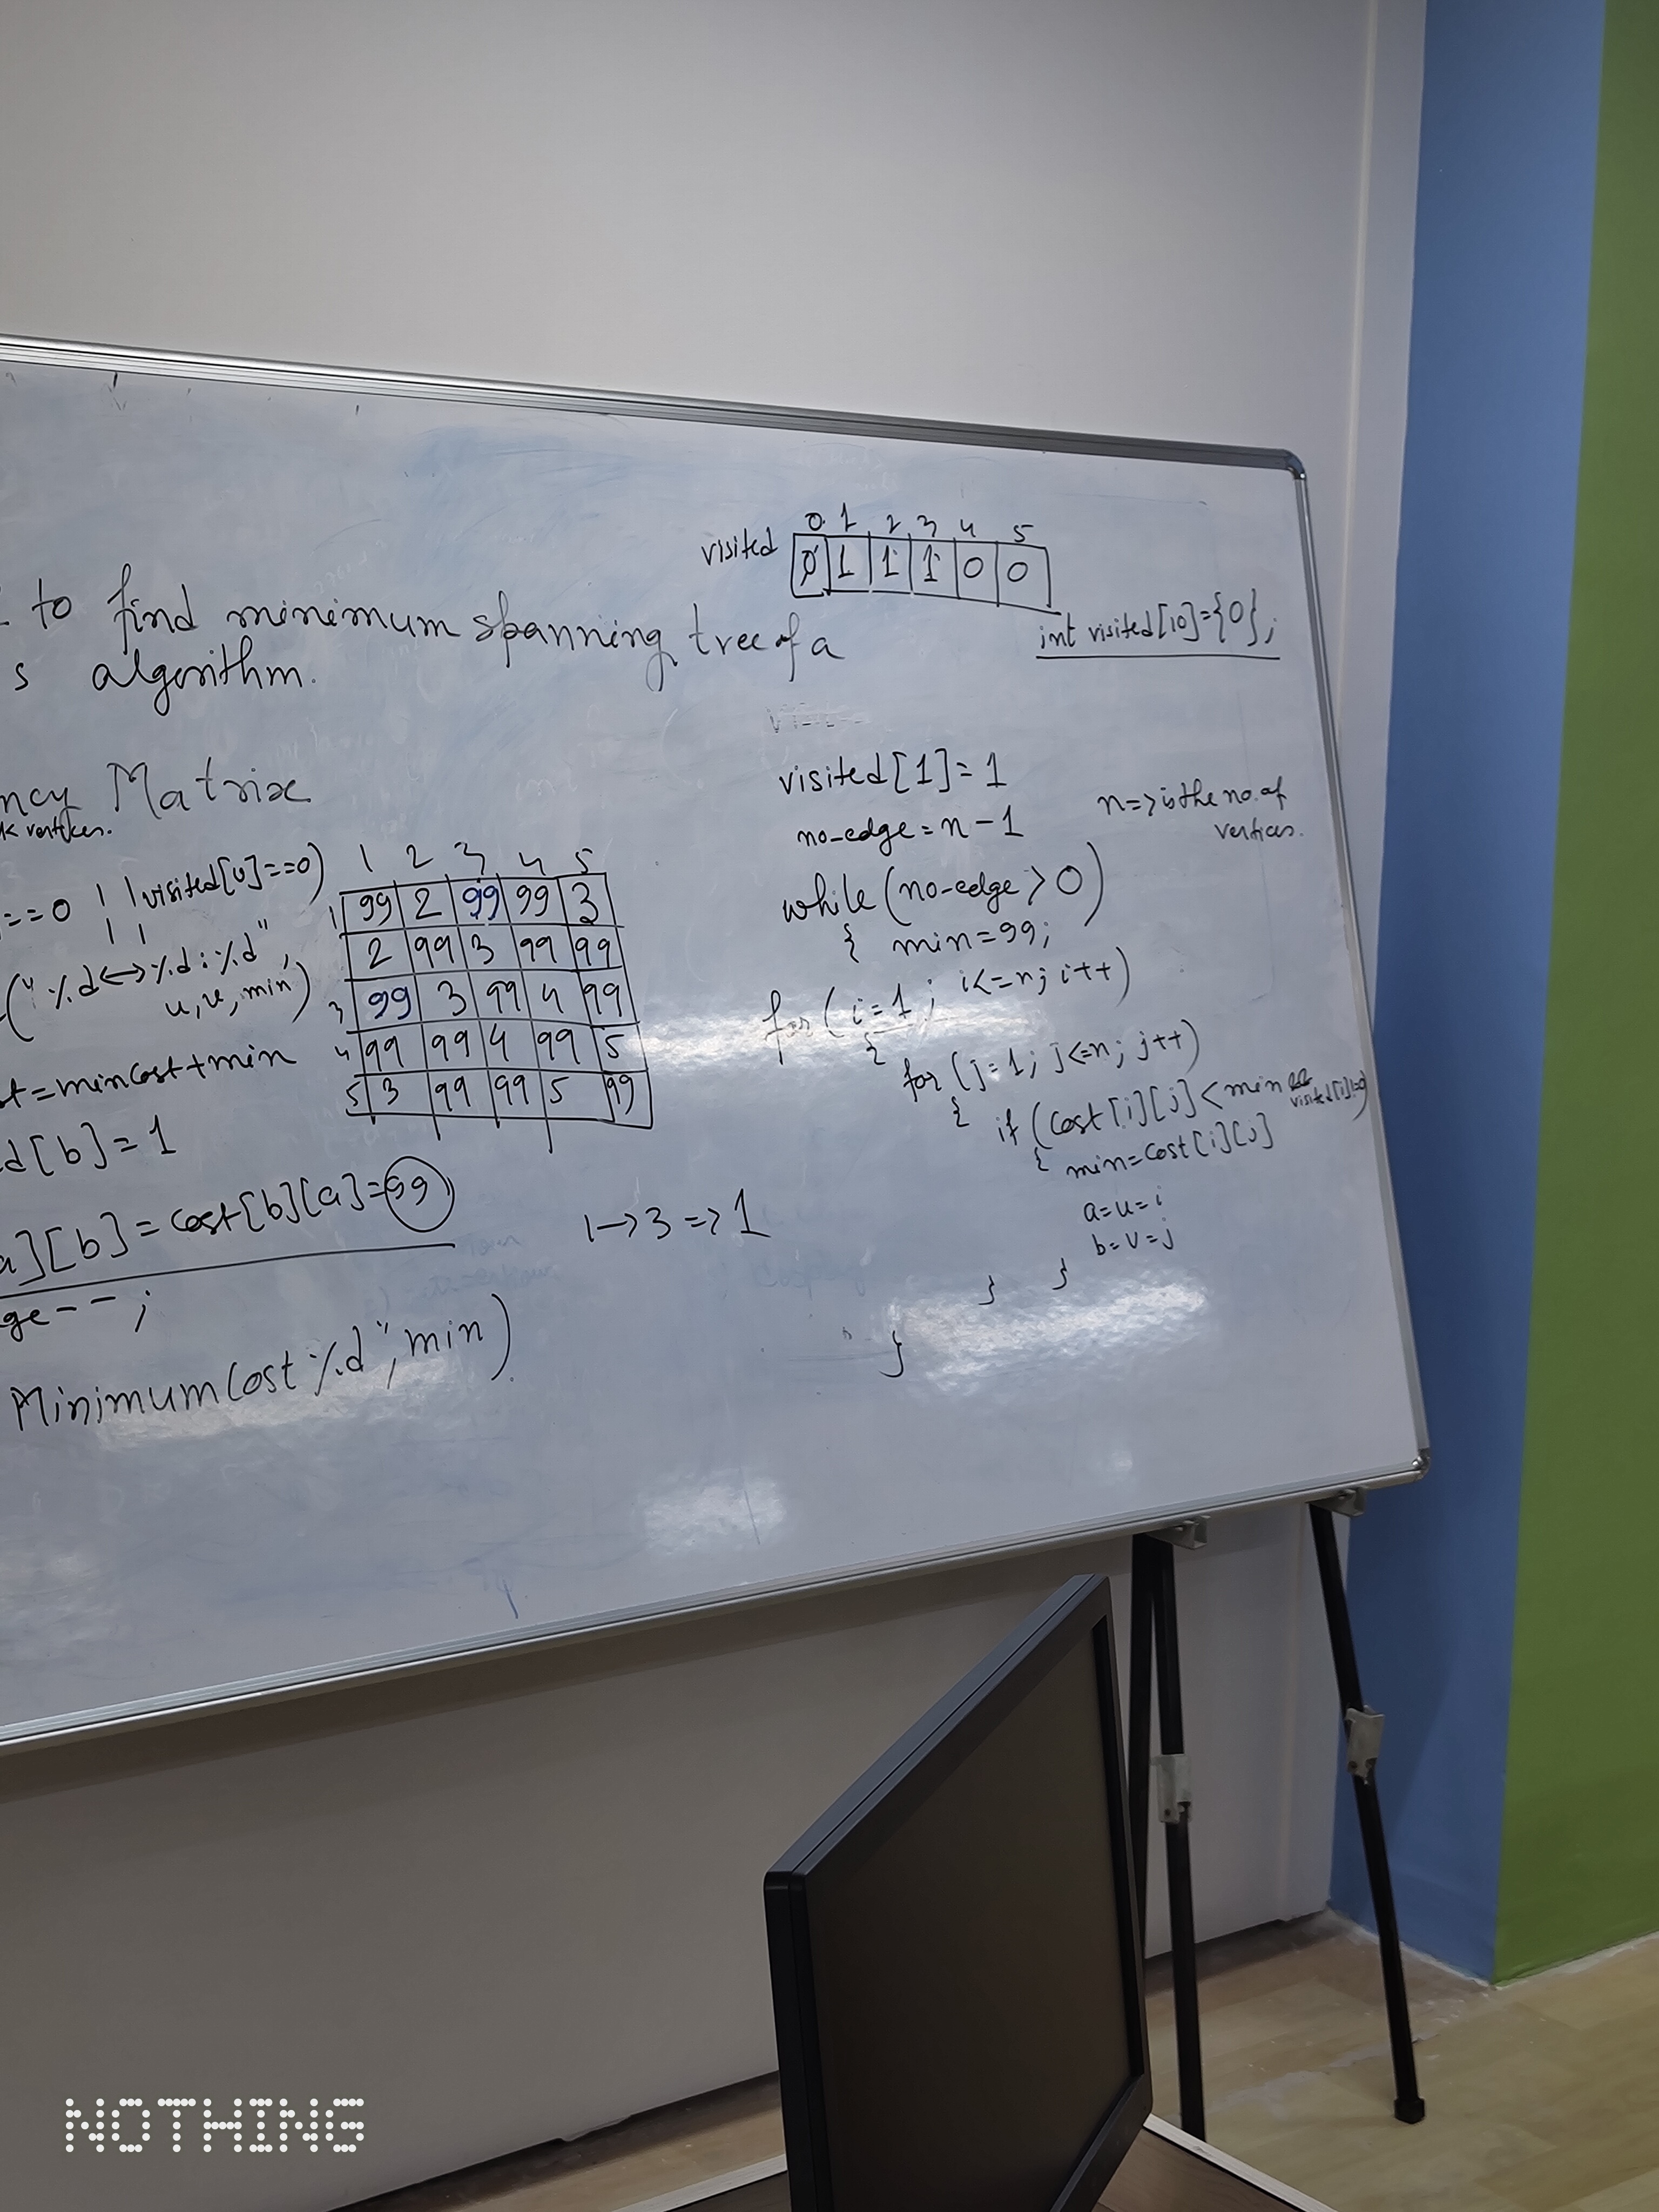 visited
0 1 2 3 4 5
0 1 1 1 0 0
int visited[10]={0};
to find minimum spanning tree of a
s algorithm.
ncy Matrix
k vertices.
==0 || visited[v]==0)
("%d<->%d:%d",
u,v,min)
t=mincost+min
d[b]=1
a][b]=cost[b][a]=99
ge--;
Minimum Cost %d",min)
1 2 3 4 5
1 99 2 99 99 3
2 99 3 99 99
3 99 3 99 4 99
4 99 99 4 99 5
5 3 99 99 5 99
1->3=>1
visited[1]=1
no-edge=n-1
n=>is the no. of
vertices.
while(no-edge>0)
{ min=99;
for(i=1; i<=n; i++)
{
for(j=1; j<=n; j++)
{
if(cost[i][j]<min &&
visited[i]!=0)
{ min=cost[i][j]
a=u=i
b=v=j
} }
}
NOTHING